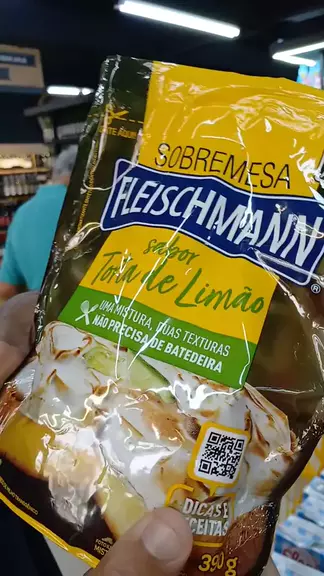 SOBREMESA
FLEISCHMANN
®
sabor
Torta de Limão
UMA MISTURA, DUAS TEXTURAS
NÃO PRECISA DE BATEDEIRA
DICAS E
RECEITAS
390 g